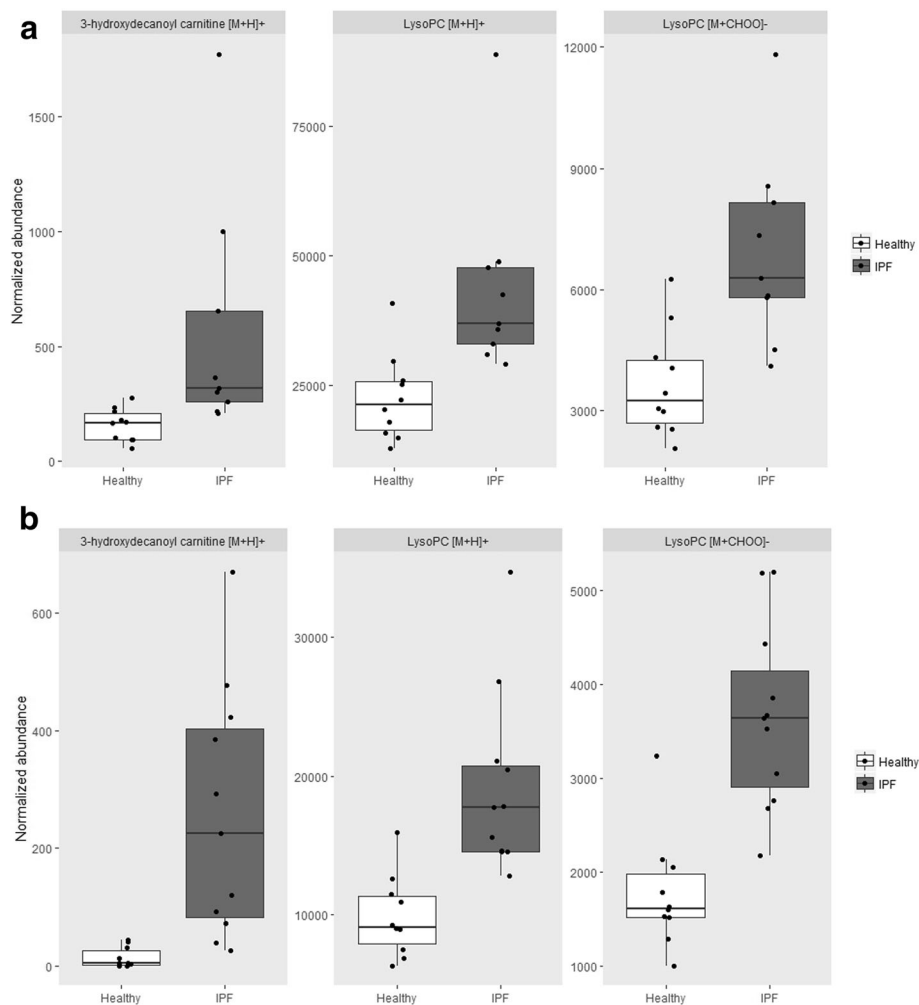 a
3-hydroxydecanoyl carnitine [M+H]+
LysoPC [M+H]+
LysoPC [M+CHOO]-
Normalized abundance
1500
1000
500
0
75000
50000
25000
12000
9000
6000
3000
Healthy
IPF
Healthy
IPF
Healthy
IPF
Healthy
IPF
b
3-hydroxydecanoyl carnitine [M+H]+
LysoPC [M+H]+
LysoPC [M+CHOO]-
Normalized abundance
600
400
200
0
30000
20000
10000
5000
4000
3000
2000
1000
Healthy
IPF
Healthy
IPF
Healthy
IPF
Healthy
IPF